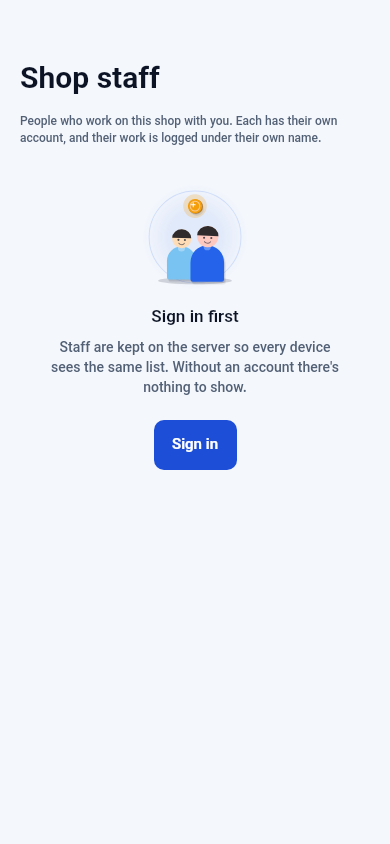 Shop staff
People who work on this shop with you. Each has their own
account, and their work is logged under their own name.
Sign in first
Staff are kept on the server so every device
sees the same list. Without an account there's
nothing to show.
Sign in